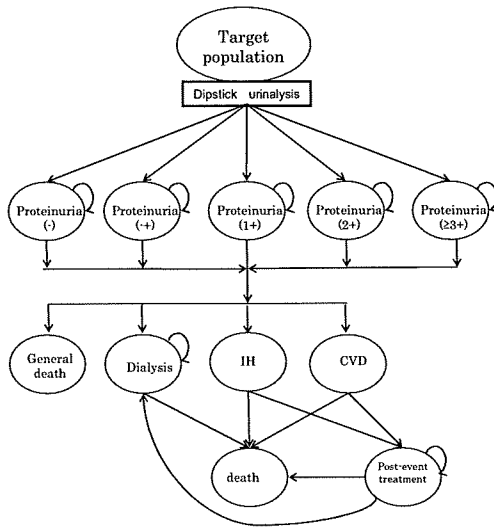 Target
population
Dipstick urinalysis
Proteinuria
(-)
Proteinuria
(-+)
Proteinuria
(1+)
Proteinuria
(2+)
Proteinuria
(≥3+)
General
death
Dialysis
IH
CVD
death
Post-event
treatment